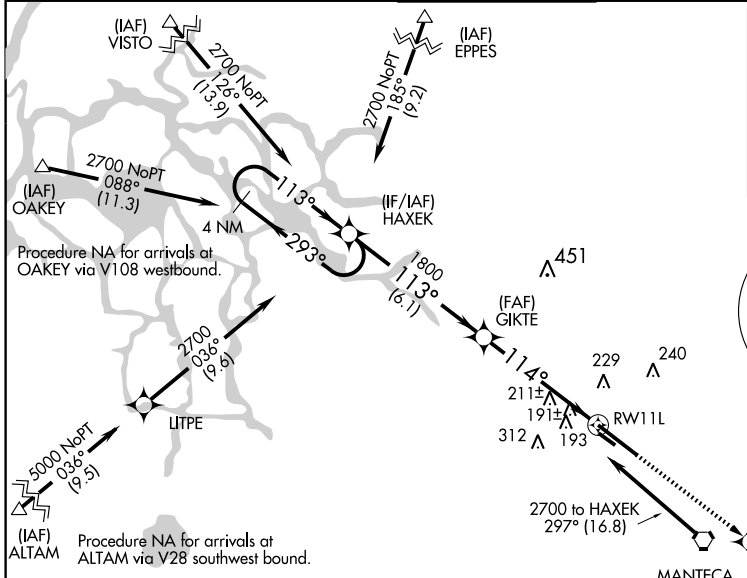 (IAF)
VISTO
2700 NoPT
126°
(13.9)
(IAF)
EPPES
2700 NoPT
185°
(9.2)
2700 NoPT
088°
(11.3)
(IAF)
OAKEY
4 NM
113°
293°
(IF/IAF)
HAXEK
Procedure NA for arrivals at
OAKEY via V108 westbound.
1800
113°
(6.1)
451
(FAF)
GIKTE
2700
036°
(9.6)
LITPE
114°
229
240
211±
191±
193
312
RW11L
5000 NoPT
036°
(9.5)
(IAF)
ALTAM
Procedure NA for arrivals at
ALTAM via V28 southwest bound.
2700 to HAXEK
297° (16.8)
MANTECA